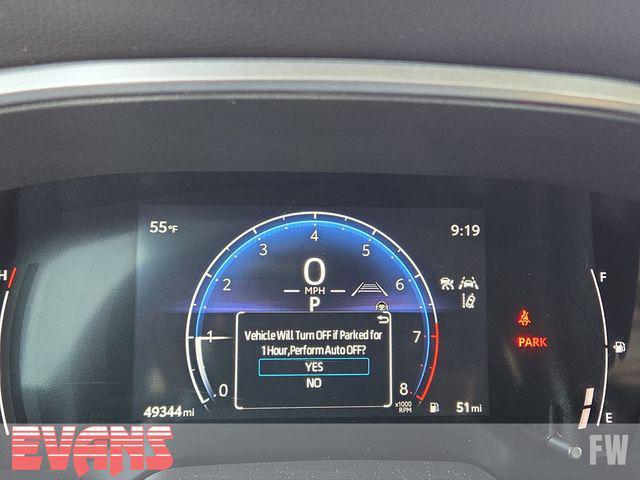 55°F
9:19
4
3
5
2
6
1
7
0
8
0
MPH
P
Vehicle Will Turn OFF if Parked for
1 Hour,Perform Auto OFF?
YES
NO
x1000
RPM
49344 mi
51 mi
H
F
E
PARK
EVANS
FW